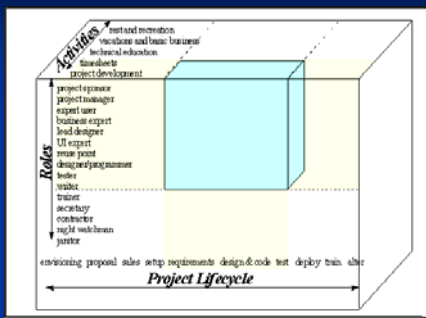 Activities
rest and recreation
vacations and basic business'
technical education
timesheets
project development
Roles
project sponsor
project manager
expert user
business expert
lead designer
UI expert
reuse point
designer/programmer
tester
writer
trainer
secretary
contractor
night watchman
janitor
envisioning proposal sales setup requirements design & code test deploy train alter
Project Lifecycle